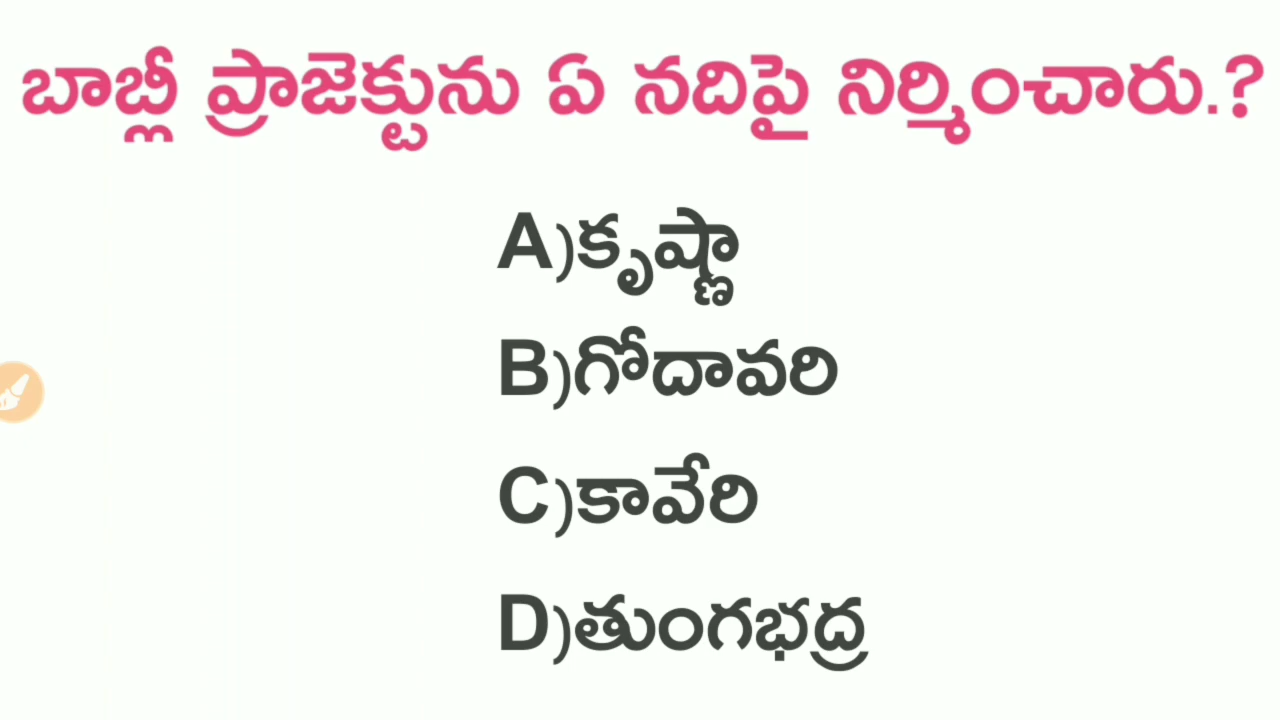 బాబ్లీ ప్రాజెక్టును ఏ నదిపై నిర్మించారు.?
A)కృష్ణా
B)గోదావరి
C)కావేరి
D)తుంగభద్ర